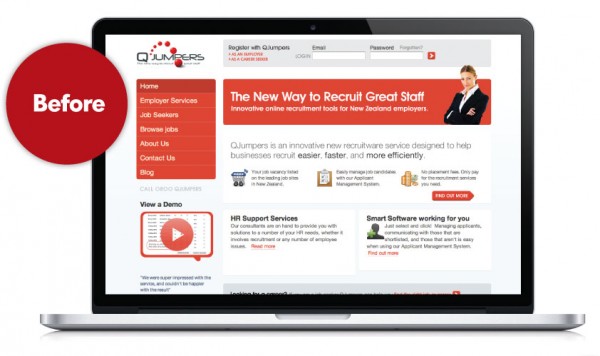 Before
QJUMPERS
Register with QJumpers
AS AN EMPLOYER
AS A CAREER SEEKER
LOGIN
Email
Password
Forgotten?
Home
Employer Services
Job Seekers
Browse jobs
About Us
Contact Us
Blog
The New Way to Recruit Great Staff
Innovative online recruitment tools for New Zealand employers.
QJumpers is an innovative new recruitware service designed to help
businesses recruit easier, faster, and more efficiently.
Your job vacancy listed
on the leading job sites
in New Zealand.
Easily manage job candidates
with our Applicant
Management System.
No placement fees. Only pay
for the recruitment services
you need.
FIND OUT MORE
CALL
QJUMPERS
View a Demo
HR Support Services
Our consultants are on hand to provide you with
solutions to a number of your HR needs, whether it
involves recruitment or any number of employee
issues. Read more
Smart Software working for you
Just select and click! Managing applicants,
communicating with those that are
shortlisted, and those that aren't is easy
when using our Applicant Management System.
Find out more
"We were super impressed with the
service, and couldn't be happier
with the result"
Looking for a career?